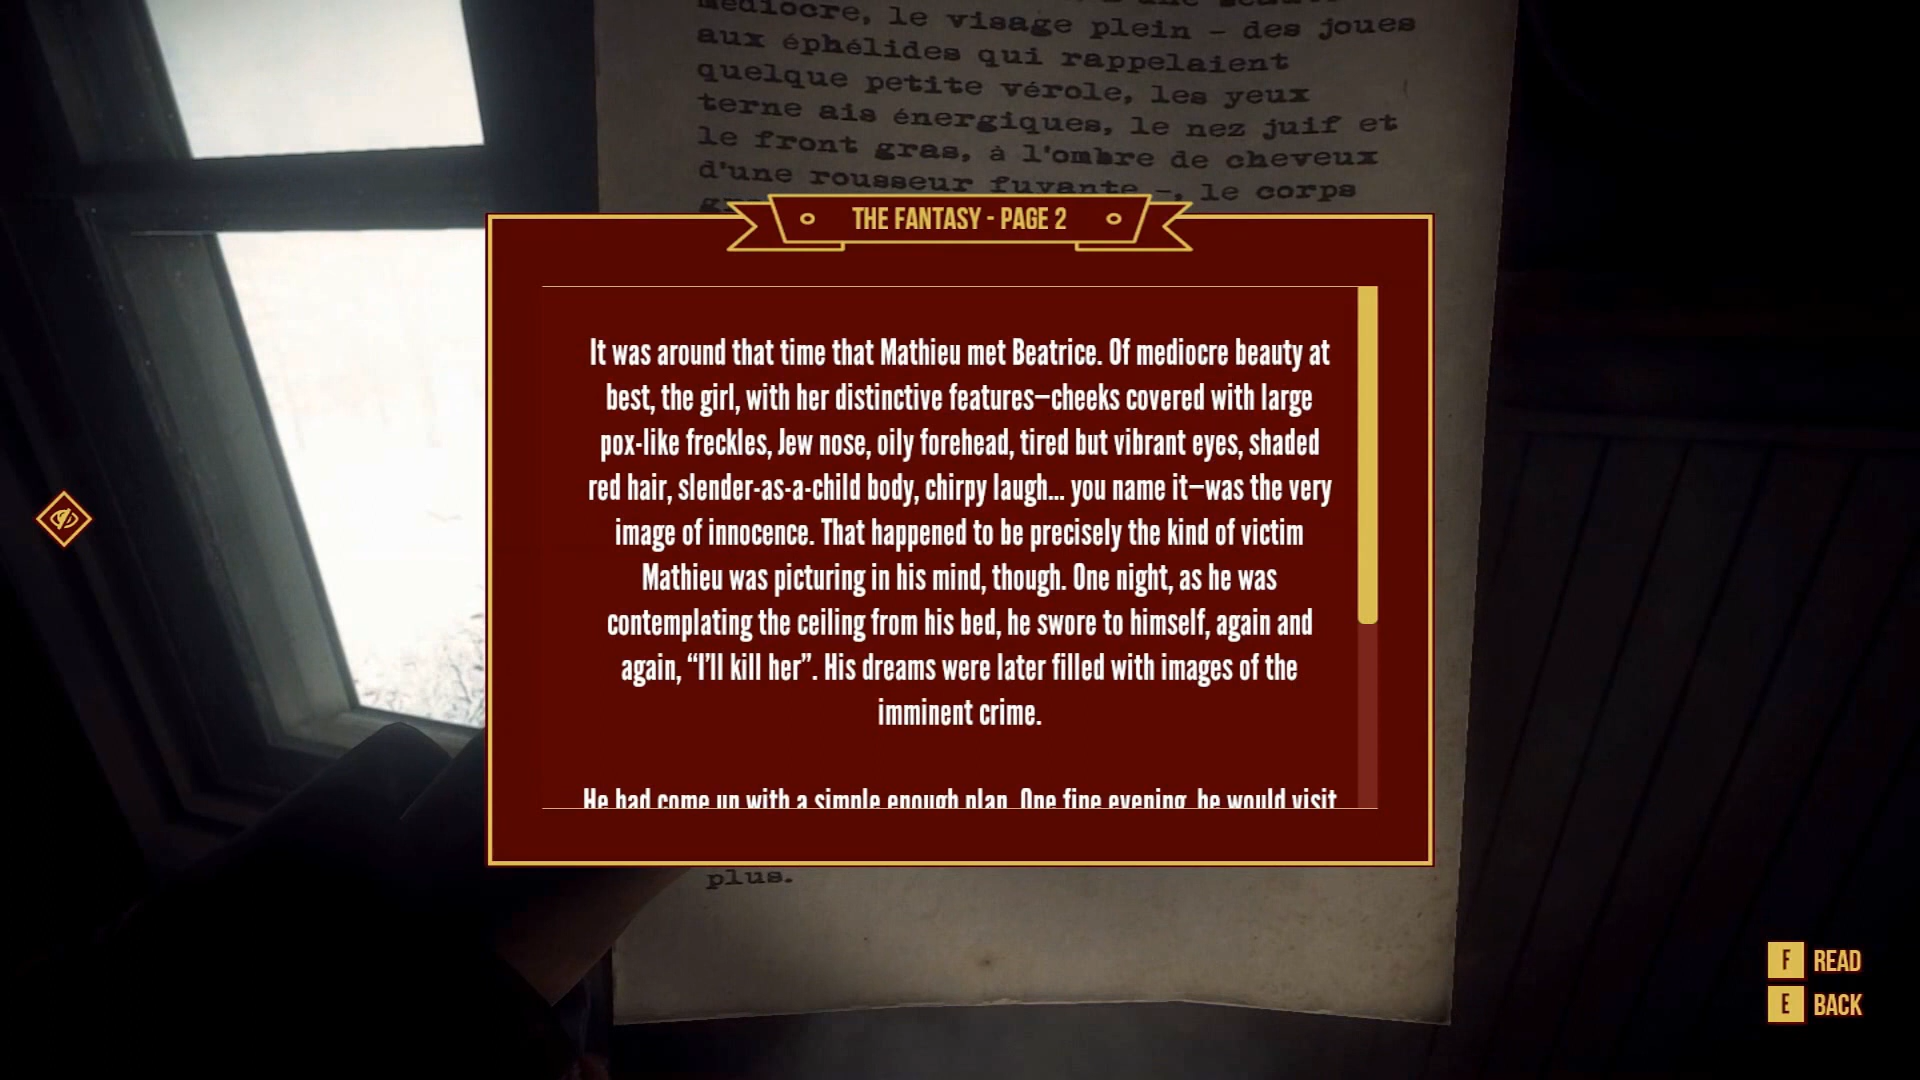 médiocre, le visage plein - des joues
aux éphélides qui rappelaient
quelque petite vérole, les yeux
terne ais énergiques, le nez juif et
le front gras, à l'ombre de cheveux
d'une rousseur fuyante -, le corps
THE FANTASY - PAGE 2
It was around that time that Mathieu met Beatrice. Of mediocre beauty at
best, the girl, with her distinctive features—cheeks covered with large
pox-like freckles, Jew nose, oily forehead, tired but vibrant eyes, shaded
red hair, slender-as-a-child body, chirpy laugh... you name it—was the very
image of innocence. That happened to be precisely the kind of victim
Mathieu was picturing in his mind, though. One night, as he was
contemplating the ceiling from his bed, he swore to himself, again and
again, “I’ll kill her”. His dreams were later filled with images of the
imminent crime.
He had come up with a simple enough plan. One fine evening, he would visit
plus.
F READ
E BACK